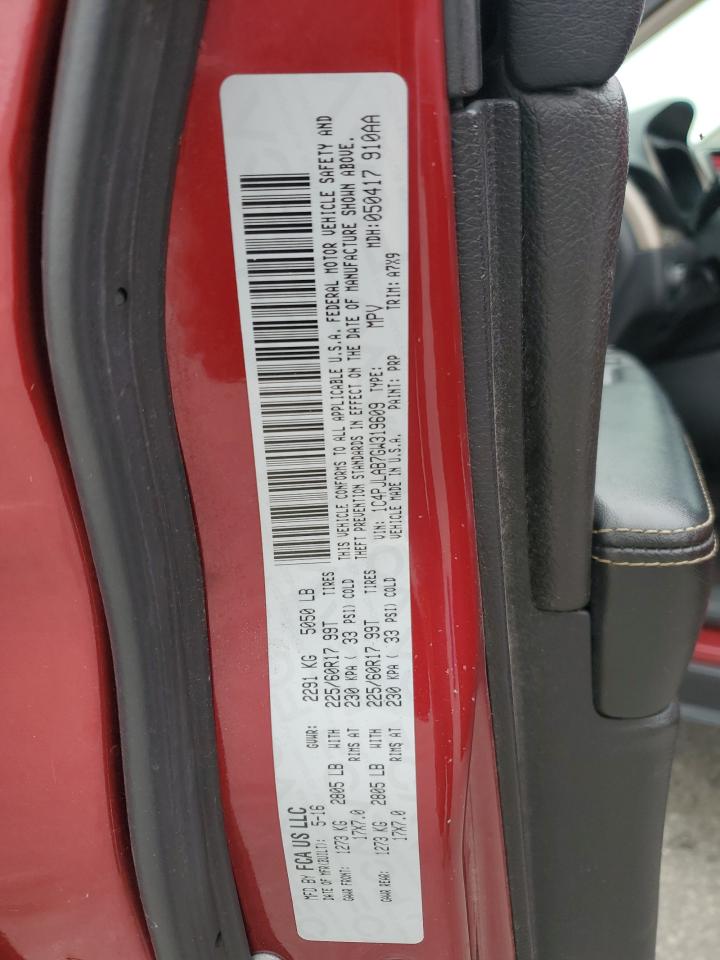 MFD BY FCA US LLC
DATE OF MFR(BUILT): 5-16 GVWR: 2291 KG 5050 LB
GWAR FRONT: 1273 KG 2805 LB WITH 225/60R17 99T TIRES
17X7.0 RIMS AT 230 KPA ( 33 PSI) COLD
GWAR REAR: 1273 KG 2805 LB WITH 225/60R17 99T TIRES
17X7.0 RIMS AT 230 KPA ( 33 PSI) COLD
THIS VEHICLE CONFORMS TO ALL APPLICABLE U.S.A. FEDERAL MOTOR VEHICLE SAFETY AND
THEFT PREVENTION STANDARDS IN EFFECT ON THE DATE OF MANUFACTURE SHOWN ABOVE.
VIN: 1C4PJLAB7GW319609 TYPE: MPV MDH:050417 910AA
VEHICLE MADE IN U.S.A. PAINT: PRP TRIM: A7X9